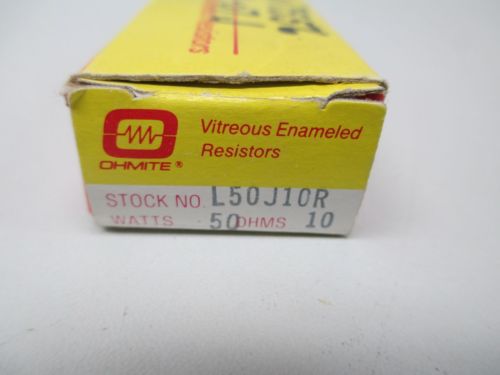 Vitreous Enameled
Resistors
OHMITE®
STOCK NO. L50J10R
WATTS 50 OHMS 10